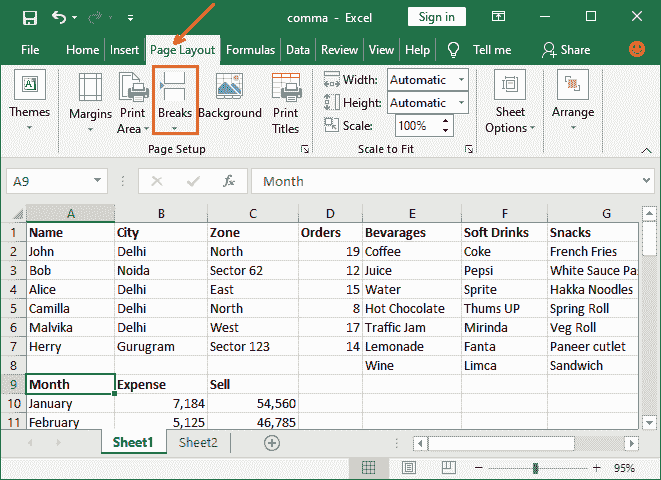 comma - Excel
Sign in
File Home Insert Page Layout Formulas Data Review View Help Tell me Share
Themes
Margins
Print Area
Breaks
Background
Print Titles
Page Setup
Width: Automatic
Height: Automatic
Scale: 100%
Scale to Fit
Sheet Options
Arrange
A9 fx Month
A B C D E F G
1 Name City Zone Orders Bevarages Soft Drinks Snacks
2 John Delhi North 19 Coffee Coke French Fries
3 Bob Noida Sector 62 12 Juice Pepsi White Sauce Pa
4 Alice Delhi East 15 Water Sprite Hakka Noodles
5 Camilla Delhi North 8 Hot Chocolate Thums UP Spring Roll
6 Malvika Delhi West 17 Traffic Jam Mirinda Veg Roll
7 Herry Gurugram Sector 123 14 Lemonade Fanta Paneer cutlet
8 Wine Limca Sandwich
9 Month Expense Sell
10 January 7,184 54,560
11 February 5,125 46,785
Sheet1 Sheet2
95%